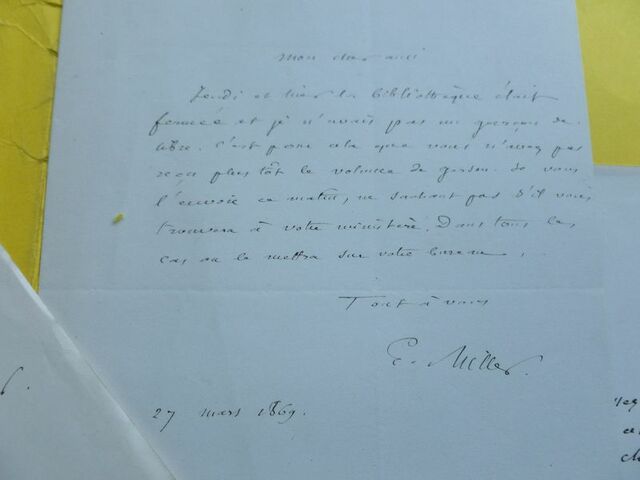 mon cher ami
Jeudi et hier la bibliothèque était
fermée et je n'avais pas un garçon de
libre. C'est pour cela que vous n'avez pas
reçu plus tôt le volume de . Je vous
l'envoie ce matin, ne sachant pas s'il vous
trouvera à votre ministère. Dans tous les
cas on le mettra sur votre bureau.
Tout à vous
E. Miller.
27 mars 1869.